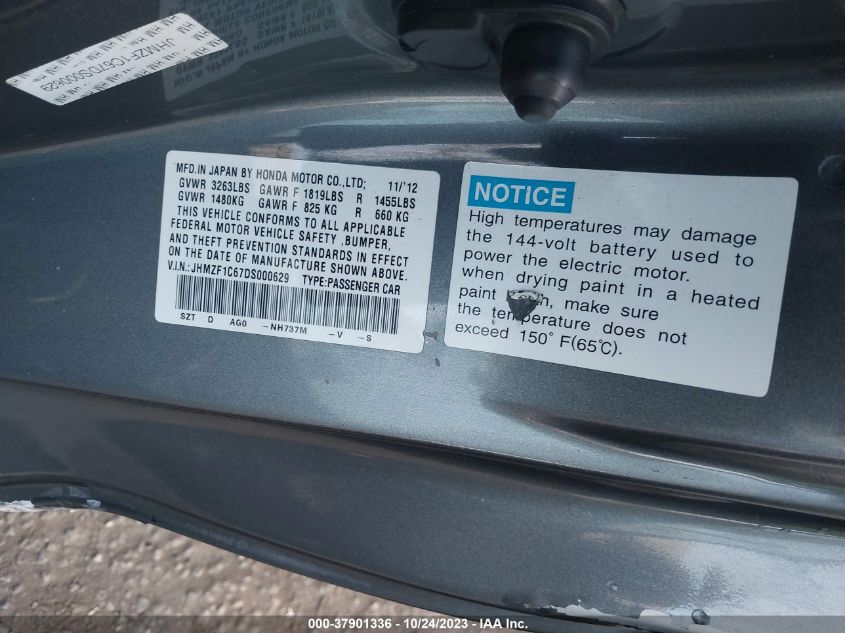 JHMZF1C67DS000629
MFD.IN JAPAN BY HONDA MOTOR CO.,LTD; 11/'12
GVWR 3263LBS GAWR F 1819LBS R 1455LBS
GVWR 1480KG GAWR F 825 KG R 660 KG
THIS VEHICLE CONFORMS TO ALL APPLICABLE
FEDERAL MOTOR VEHICLE SAFETY ,BUMPER,
AND THEFT PREVENTION STANDARDS IN EFFECT
ON THE DATE OF MANUFACTURE SHOWN ABOVE.
V.I.N.:JHMZF1C67DS000629 TYPE:PASSENGER CAR
SZT D AG0 -NH737M -V -S
NOTICE
High temperatures may damage
the 144-volt battery used to
power the electric motor.
when drying paint in a heated
paint make sure
the temperature does not
exceed 150°F(65℃).
000-37901336 - 10/24/2023 - IAA Inc.